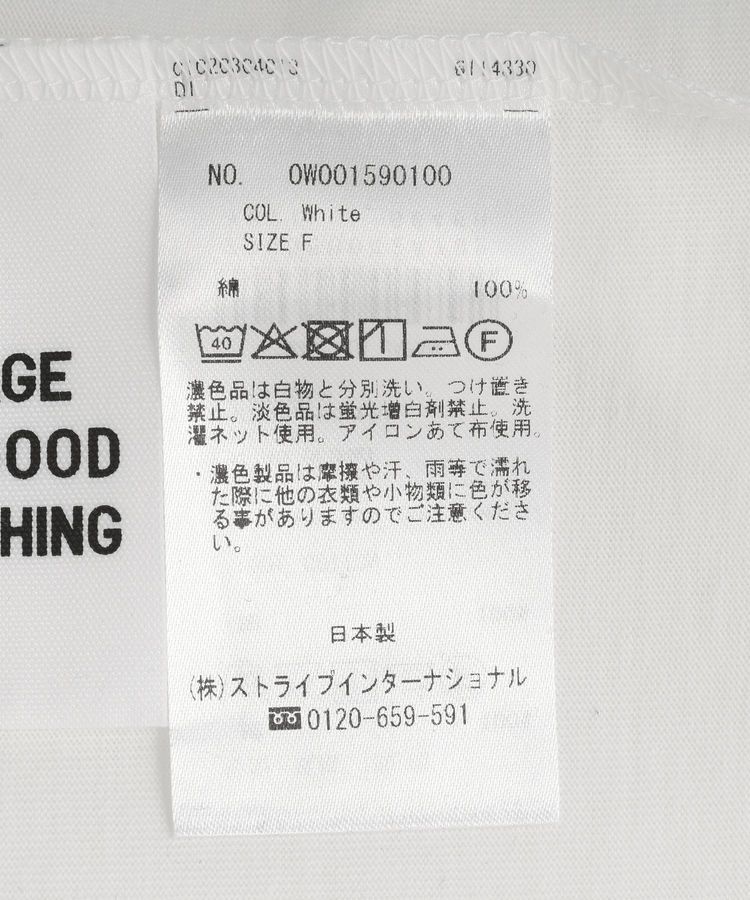 01020304010 6114330
D1
NO. 0W001590100
COL. White
SIZE F
綿 100%
40 F
濃色品は白物と分別洗い。つけ置き
禁止。淡色品は蛍光増白剤禁止。洗
濯ネット使用。アイロンあて布使用。
・濃色製品は摩擦や汗、雨等で濡れ
た際に他の衣類や小物類に色が移
る事がありますのでご注意くださ
い。
日本製
(株)ストライプインターナショナル
0120-659-591
GE
OOD
HING